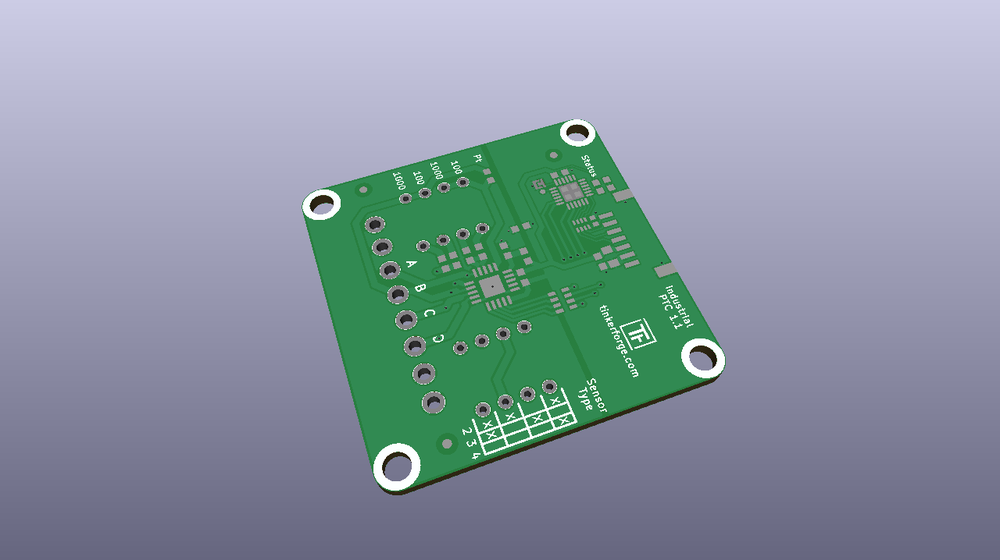 1000
100
1000
100
Pt
Status
A
B
C
D
Industrial
PTC 1.1
TF
tinkerforge.com
Sensor
Type
X X
X X
X X
2
3
4